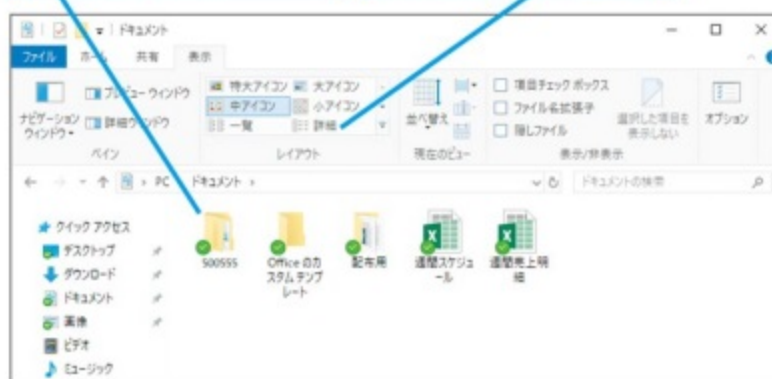 ドキュメント
ファイル ホーム 共有 表示
ナビゲーション ウィンドウ
プレビュー ウィンドウ
詳細ウィンドウ
ペイン
特大アイコン 大アイコン
中アイコン 小アイコン
一覧 詳細
レイアウト
並べ替え
現在のビュー
項目チェック ボックス
ファイル名拡張子
隠しファイル
選択した項目を
表示しない
表示/非表示
オプション
PC ドキュメント
ドキュメントの検索
クイック アクセス
デスクトップ
ダウンロード
ドキュメント
画像
ビデオ
ミュージック
500555
Office のカ
スタム テンプ
レート
配布用
週間スケジュ
ール
週間売上明
細